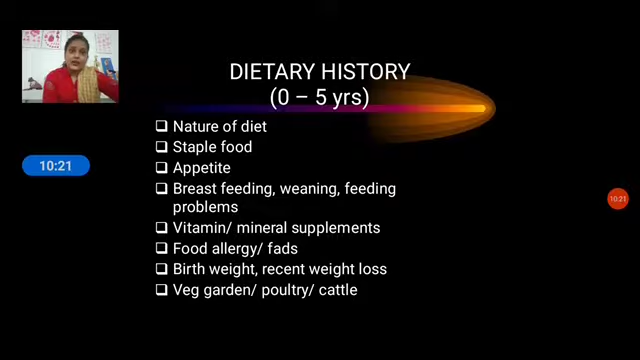 DIETARY HISTORY
(0 – 5 yrs)
❑ Nature of diet
❑ Staple food
❑ Appetite
❑ Breast feeding, weaning, feeding
problems
❑ Vitamin/ mineral supplements
❑ Food allergy/ fads
❑ Birth weight, recent weight loss
❑ Veg garden/ poultry/ cattle
10:21
10:21